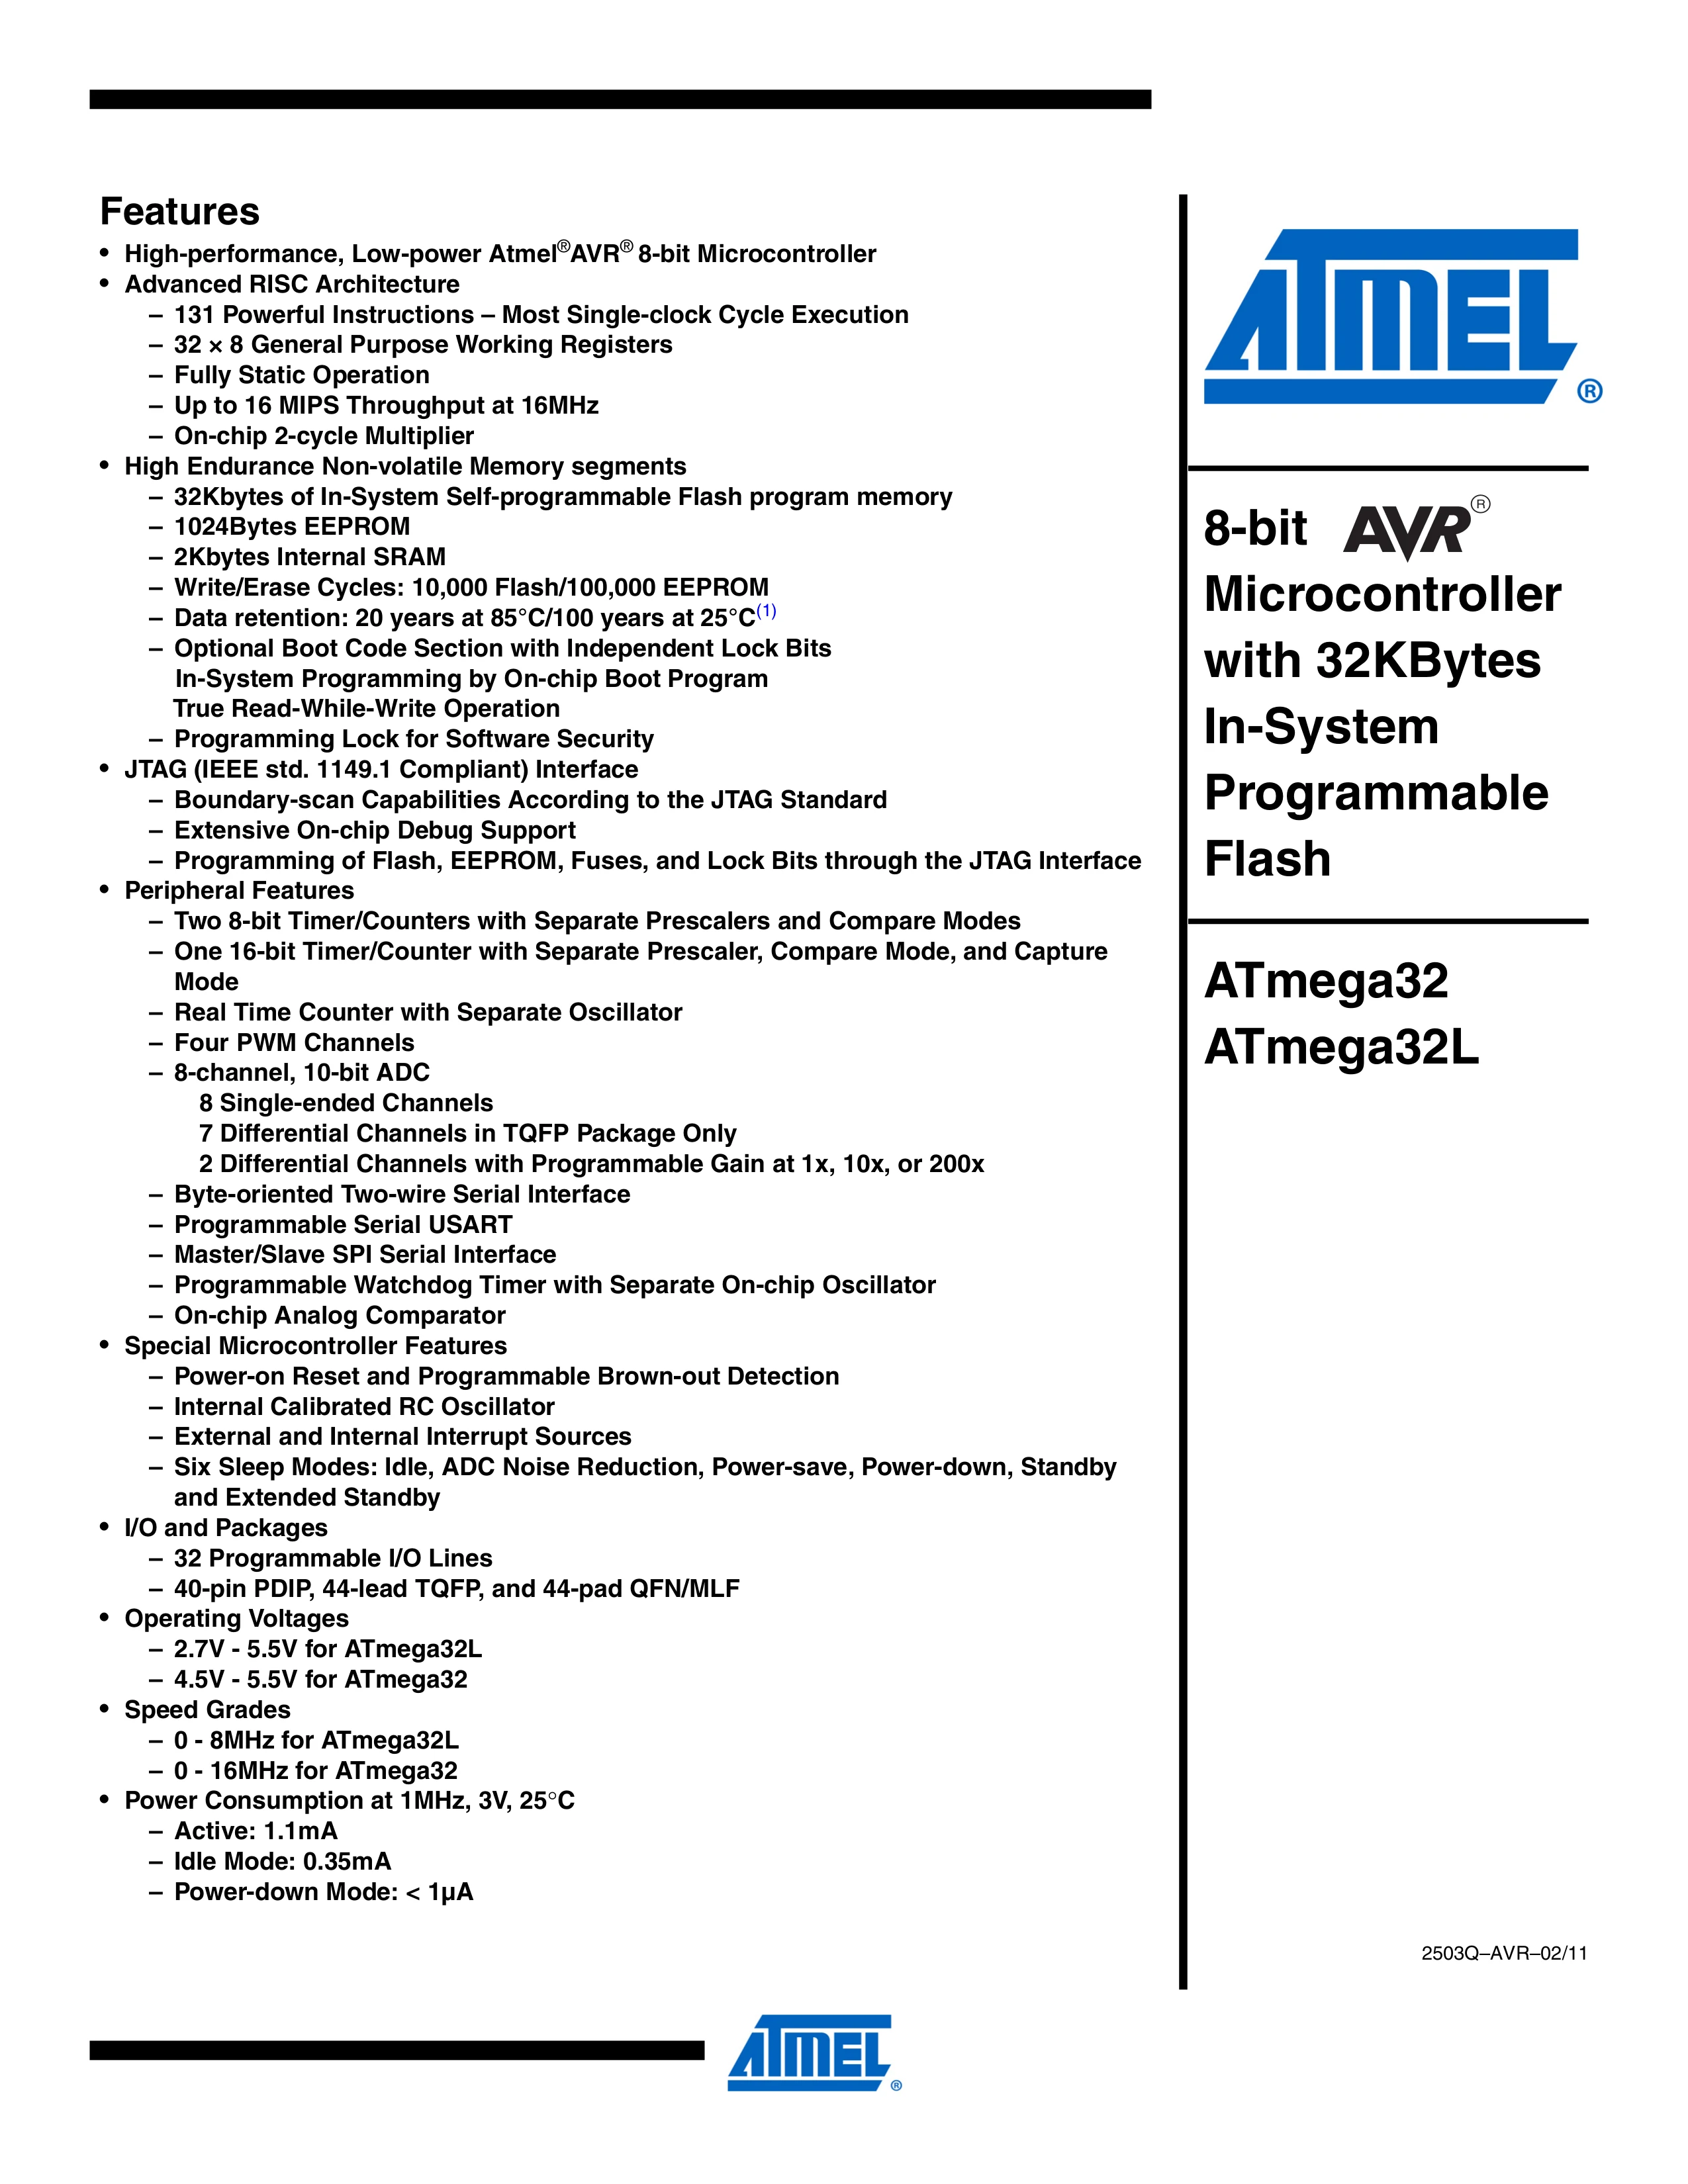 Features
• High-performance, Low-power Atmel®AVR® 8-bit Microcontroller
• Advanced RISC Architecture
– 131 Powerful Instructions – Most Single-clock Cycle Execution
– 32 × 8 General Purpose Working Registers
– Fully Static Operation
– Up to 16 MIPS Throughput at 16MHz
– On-chip 2-cycle Multiplier
• High Endurance Non-volatile Memory segments
– 32Kbytes of In-System Self-programmable Flash program memory
– 1024Bytes EEPROM
– 2Kbytes Internal SRAM
– Write/Erase Cycles: 10,000 Flash/100,000 EEPROM
– Data retention: 20 years at 85°C/100 years at 25°C(1)
– Optional Boot Code Section with Independent Lock Bits
In-System Programming by On-chip Boot Program
True Read-While-Write Operation
– Programming Lock for Software Security
• JTAG (IEEE std. 1149.1 Compliant) Interface
– Boundary-scan Capabilities According to the JTAG Standard
– Extensive On-chip Debug Support
– Programming of Flash, EEPROM, Fuses, and Lock Bits through the JTAG Interface
• Peripheral Features
– Two 8-bit Timer/Counters with Separate Prescalers and Compare Modes
– One 16-bit Timer/Counter with Separate Prescaler, Compare Mode, and Capture
Mode
– Real Time Counter with Separate Oscillator
– Four PWM Channels
– 8-channel, 10-bit ADC
8 Single-ended Channels
7 Differential Channels in TQFP Package Only
2 Differential Channels with Programmable Gain at 1x, 10x, or 200x
– Byte-oriented Two-wire Serial Interface
– Programmable Serial USART
– Master/Slave SPI Serial Interface
– Programmable Watchdog Timer with Separate On-chip Oscillator
– On-chip Analog Comparator
• Special Microcontroller Features
– Power-on Reset and Programmable Brown-out Detection
– Internal Calibrated RC Oscillator
– External and Internal Interrupt Sources
– Six Sleep Modes: Idle, ADC Noise Reduction, Power-save, Power-down, Standby
and Extended Standby
• I/O and Packages
– 32 Programmable I/O Lines
– 40-pin PDIP, 44-lead TQFP, and 44-pad QFN/MLF
• Operating Voltages
– 2.7V - 5.5V for ATmega32L
– 4.5V - 5.5V for ATmega32
• Speed Grades
– 0 - 8MHz for ATmega32L
– 0 - 16MHz for ATmega32
• Power Consumption at 1MHz, 3V, 25°C
– Active: 1.1mA
– Idle Mode: 0.35mA
– Power-down Mode: < 1µA
ATMEL®
8-bit AVR®
Microcontroller
with 32KBytes
In-System
Programmable
Flash
ATmega32
ATmega32L
2503Q–AVR–02/11
ATMEL®